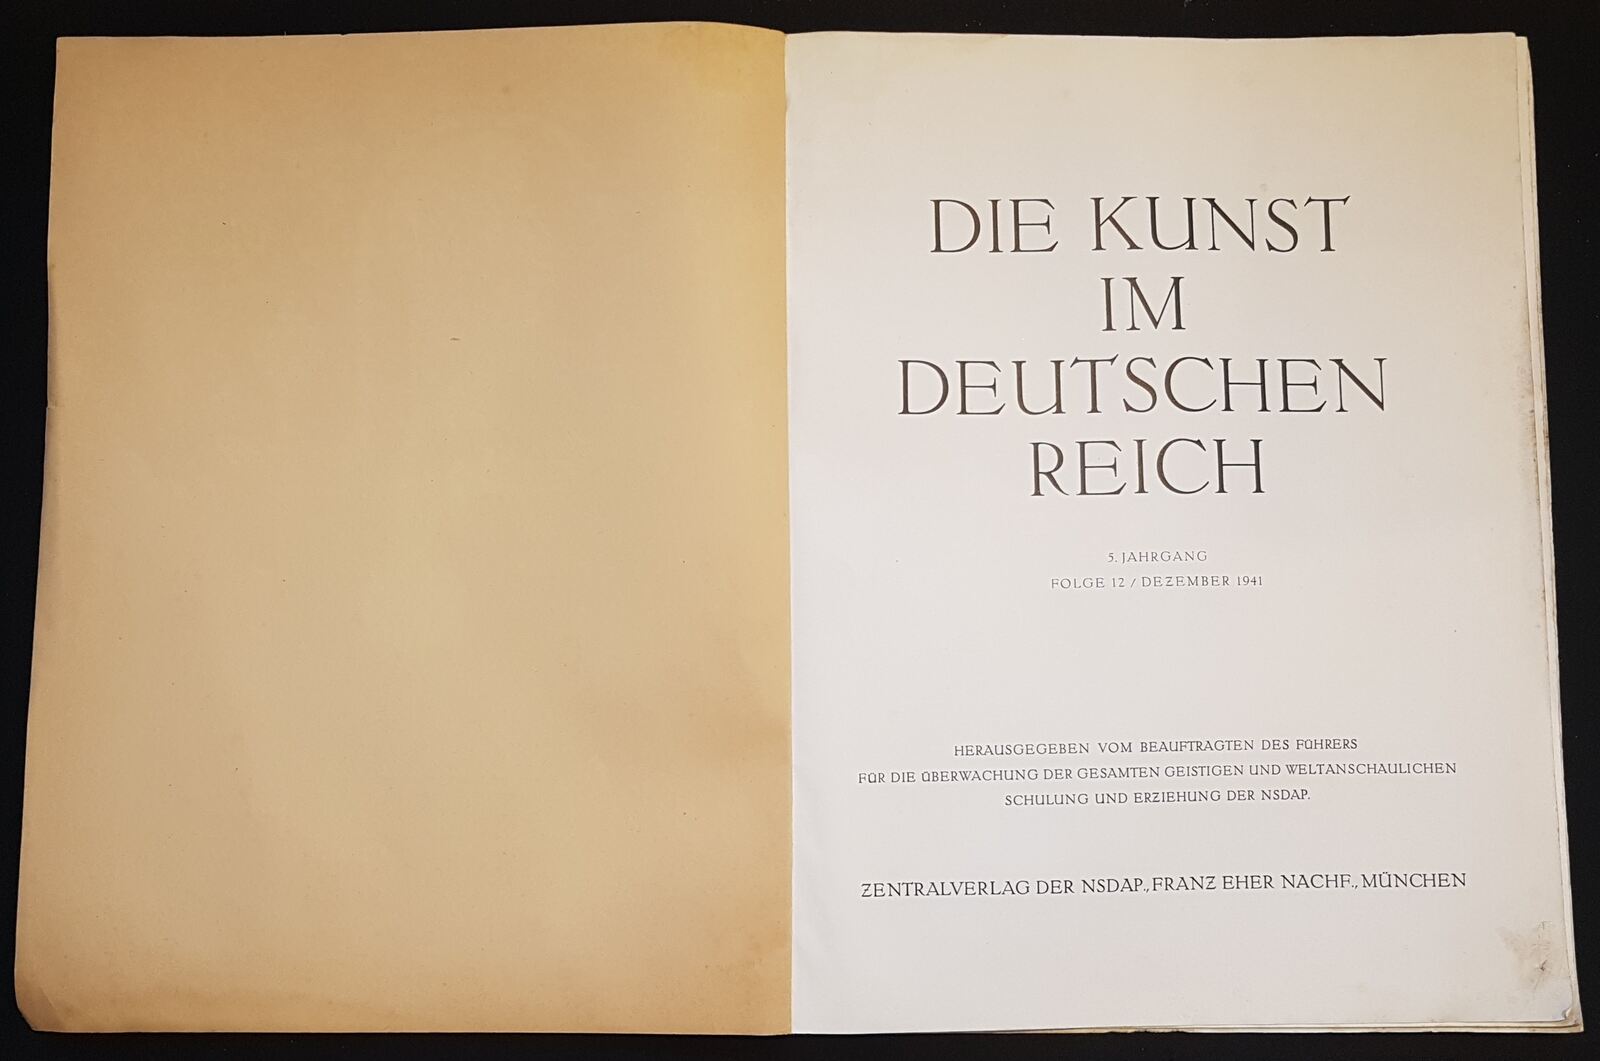 DIE KUNST
IM
DEUTSCHEN
REICH
5. JAHRGANG
FOLGE 12 / DEZEMBER 1941
HERAUSGEGEBEN VOM BEAUFTRAGTEN DES FÜHRERS
FÜR DIE ÜBERWACHUNG DER GESAMTEN GEISTIGEN UND WELTANSCHAULICHEN
SCHULUNG UND ERZIEHUNG DER NSDAP.
ZENTRALVERLAG DER NSDAP., FRANZ EHER NACHF., MÜNCHEN